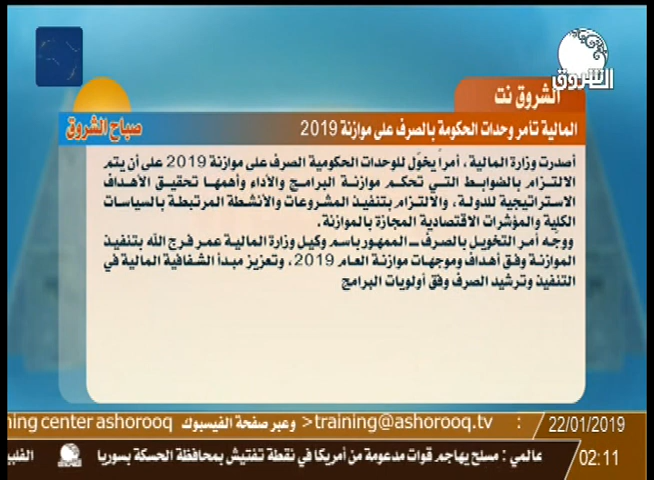 الشروق
الشروق نت
صباح الشروق
المالية تأمر وحدات الحكومة بالصرف على موازنة 2019
أصدرت وزارة المالية ، أمراً يخوّل للوحدات الحكومية الصرف على موازنة 2019 على أن يتم
الالتزام بالضوابط التي تحكم موازنة البرامج والأداء وأهمها تحقيق الأهداف
الاستراتيجية للدولة، والالتزام بتنفيذ المشروعات والأنشطة المرتبطة بالسياسات
الكلية والمؤشرات الاقتصادية المجازة بالموازنة.
ووجه أمر التخويل بالصرف ــ الممهور باسم وكيل وزارة المالية عمر فرج الله بتنفيذ
الموازنة وفق أهداف وموجهات موازنة العام 2019 ، وتعزيز مبدأ الشفافية المالية في
التنفيذ وترشيد الصرف وفق أولويات البرامج
22/01/2019
: training@ashorooq.tv> وعبر صفحة الفيسبوك ning center ashorooq
02:11
عالمي : مسلح يهاجم قوات مدعومة من أمريكا في نقطة تفتيش بمحافظة الحسكة بسوريا